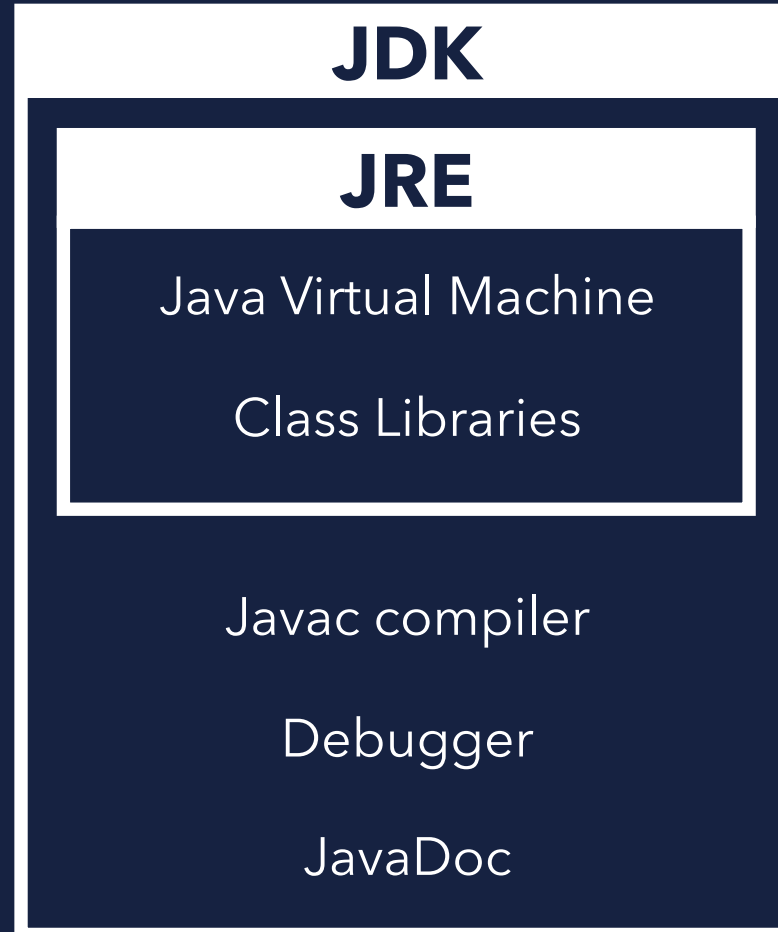 JDK
JRE
Java Virtual Machine
Class Libraries
Javac compiler
Debugger
JavaDoc